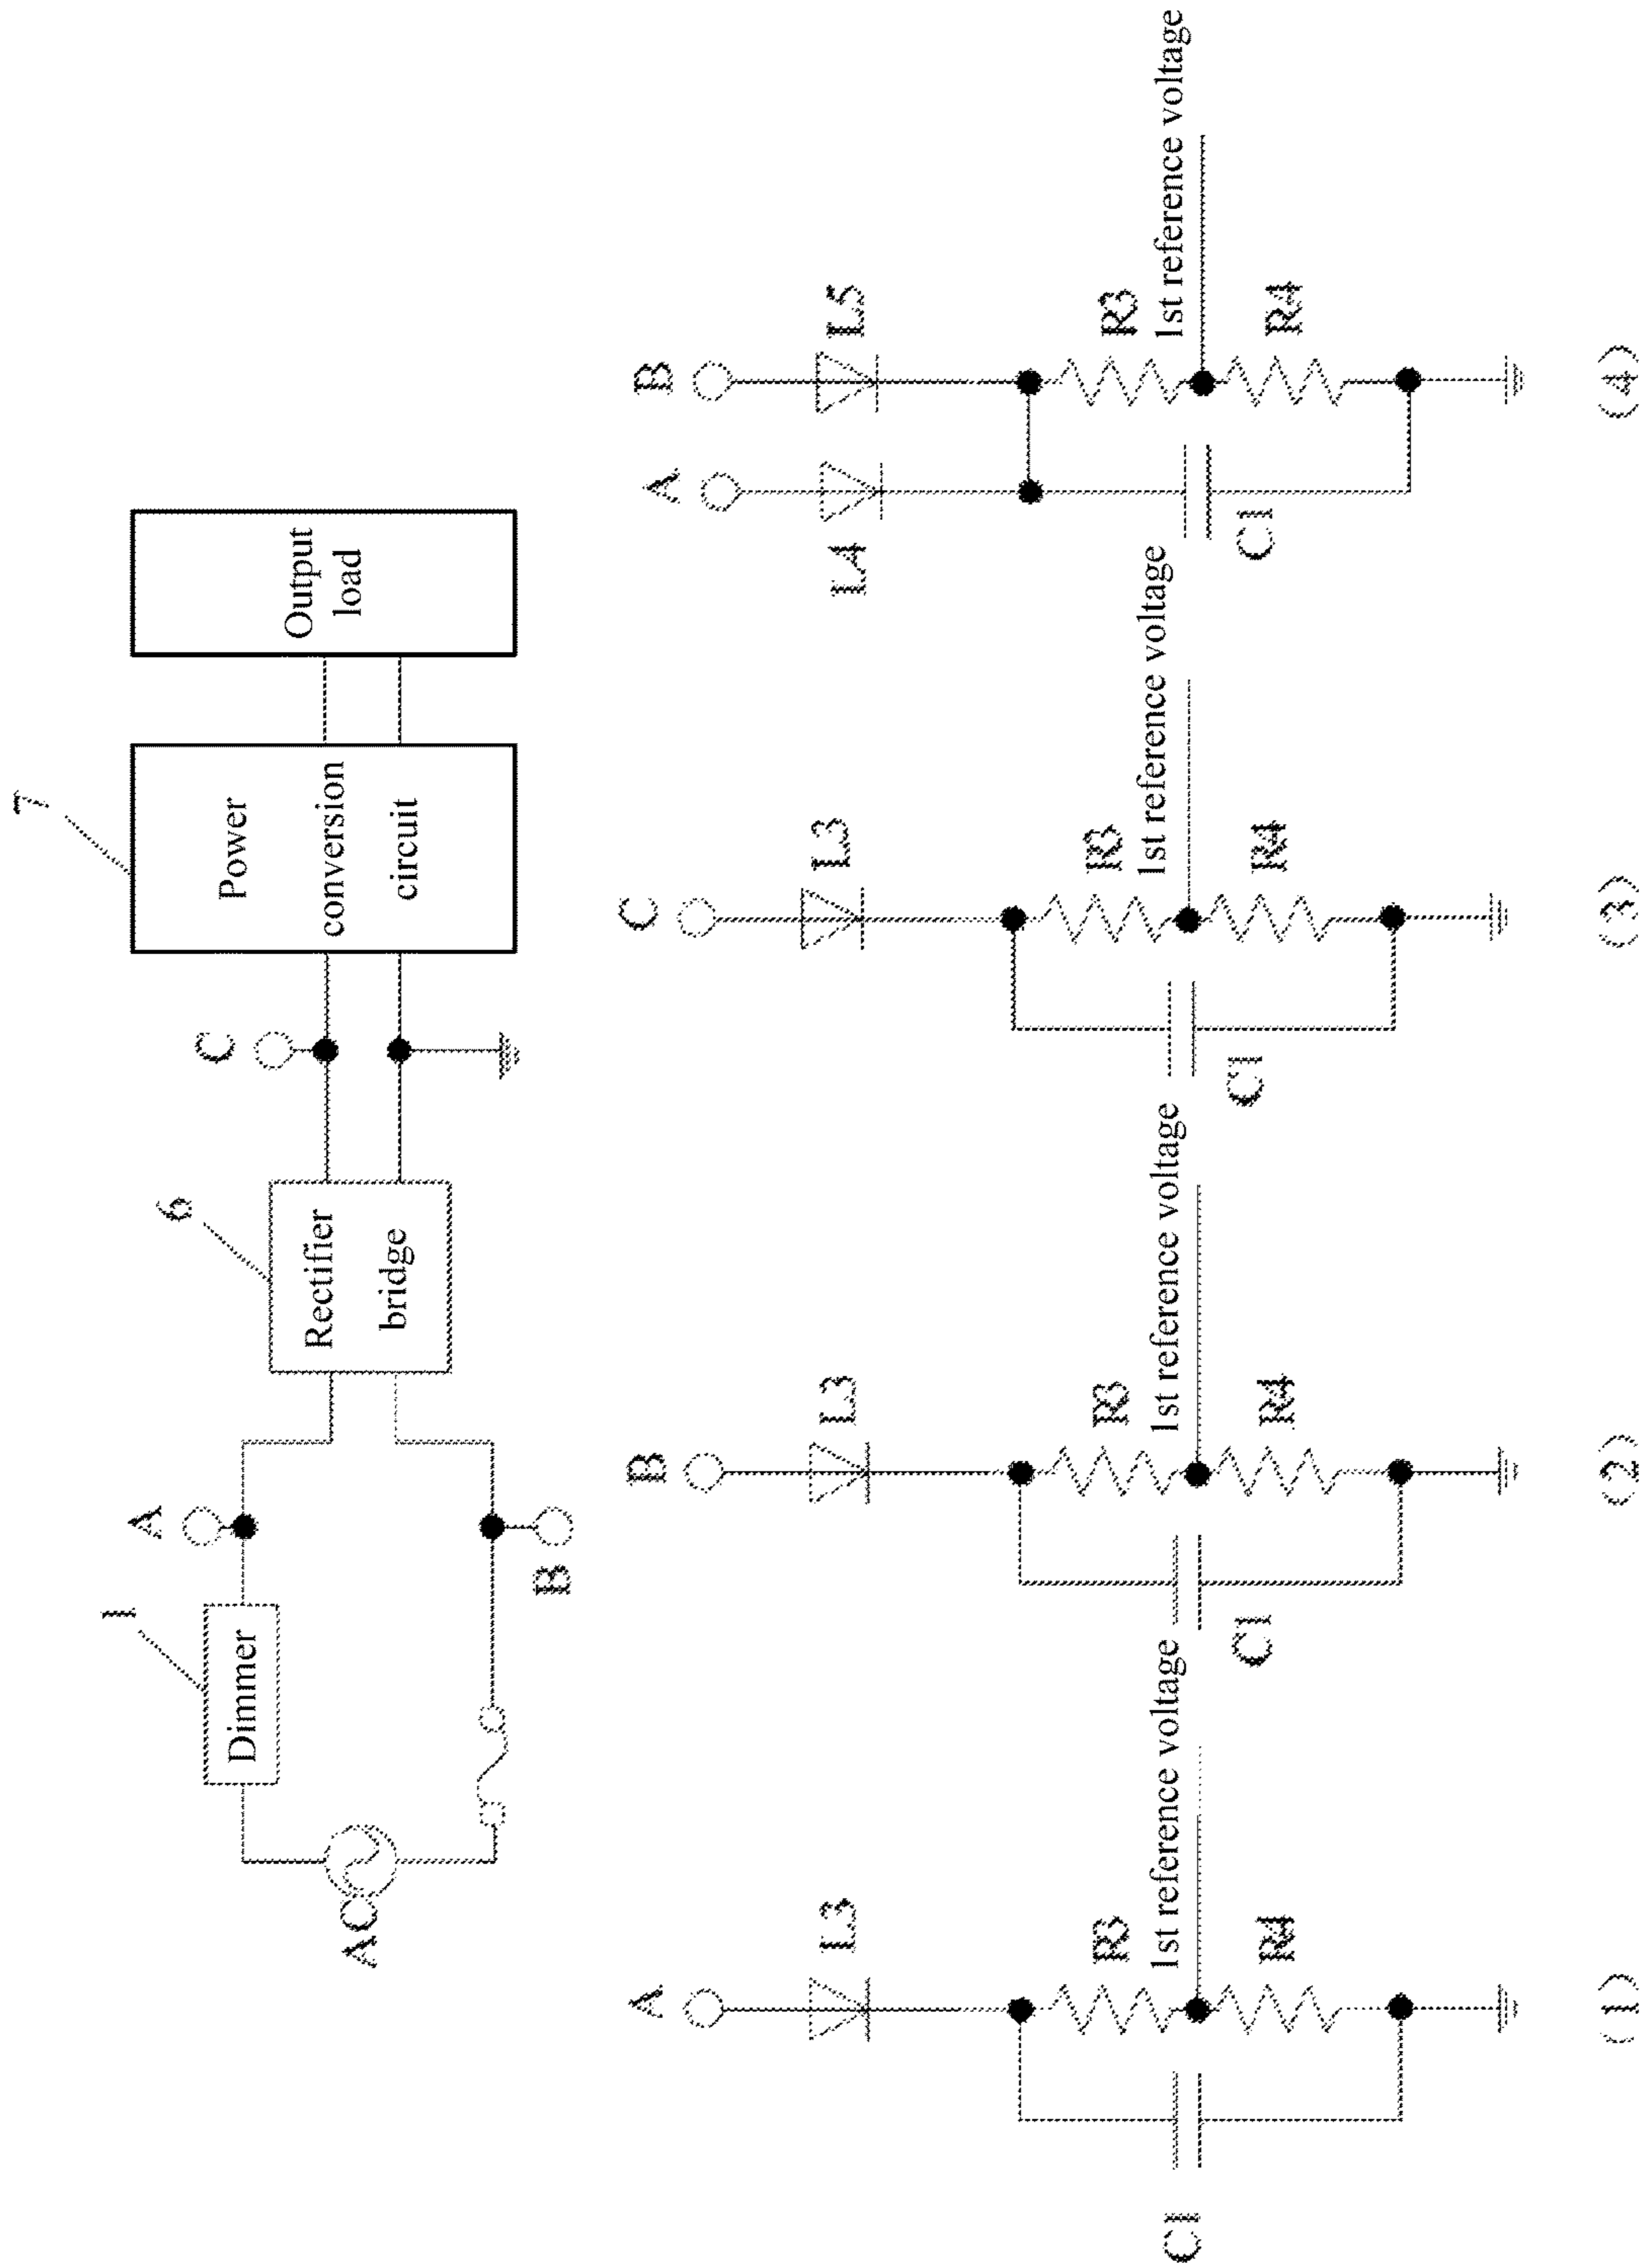 7
6
1
A
C
Dimmer
Rectifier
bridge
Power
conversion
circuit
Output
load
AC
B
A
B
C
A
B
L3
L3
L3
L4
L5
R3
R3
R3
R3
1st reference voltage
1st reference voltage
1st reference voltage
1st reference voltage
C1
C1
C1
C1
R4
R4
R4
R4
(1)
(2)
(3)
(4)